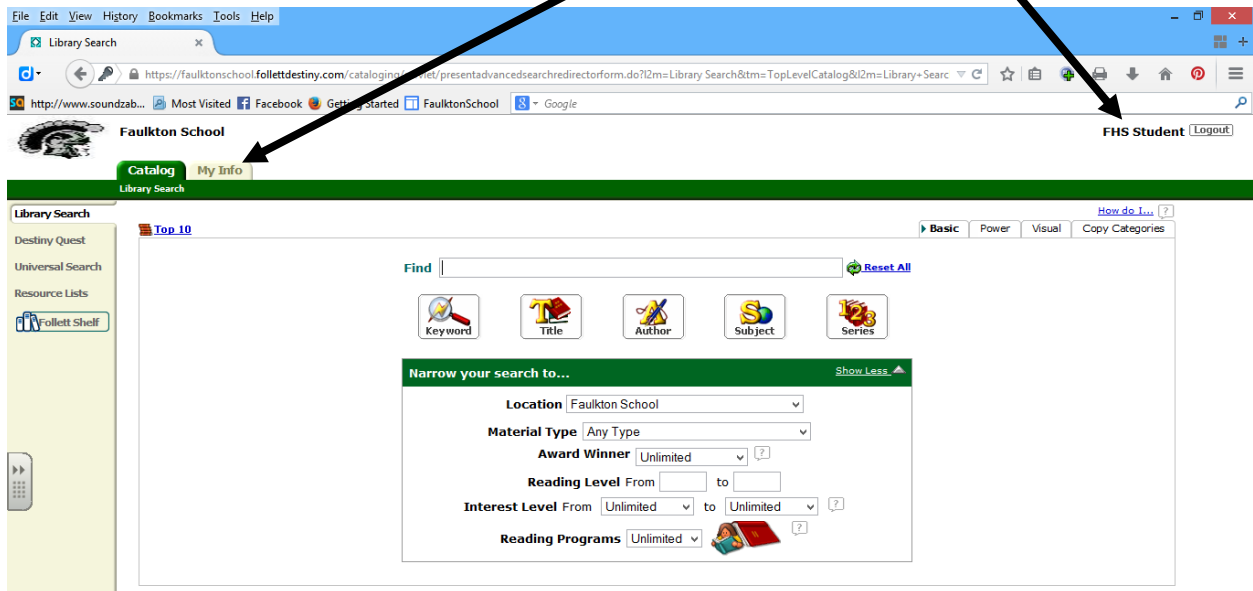 File Edit View History Bookmarks Tools Help
Library Search
https://faulktonschool.follettdestiny.com/cataloging/servlet/presentadvancedsearchredirectorform.do?l2m=Library Search&tm=TopLevelCatalog&l2m=Library+Searc
http://www.soundzab... Most Visited Facebook Getting Started FaulktonSchool Google
Faulkton School FHS Student Logout
Catalog My Info
Library Search
Library Search How do I... ?
Top 10 Basic Power Visual Copy Categories
Destiny Quest
Universal Search Find Reset All
Resource Lists
Follett Shelf
Keyword Title Author Subject Series
Narrow your search to... Show Less
Location Faulkton School
Material Type Any Type
Award Winner Unlimited ?
Reading Level From to
Interest Level From Unlimited to Unlimited ?
Reading Programs Unlimited ?